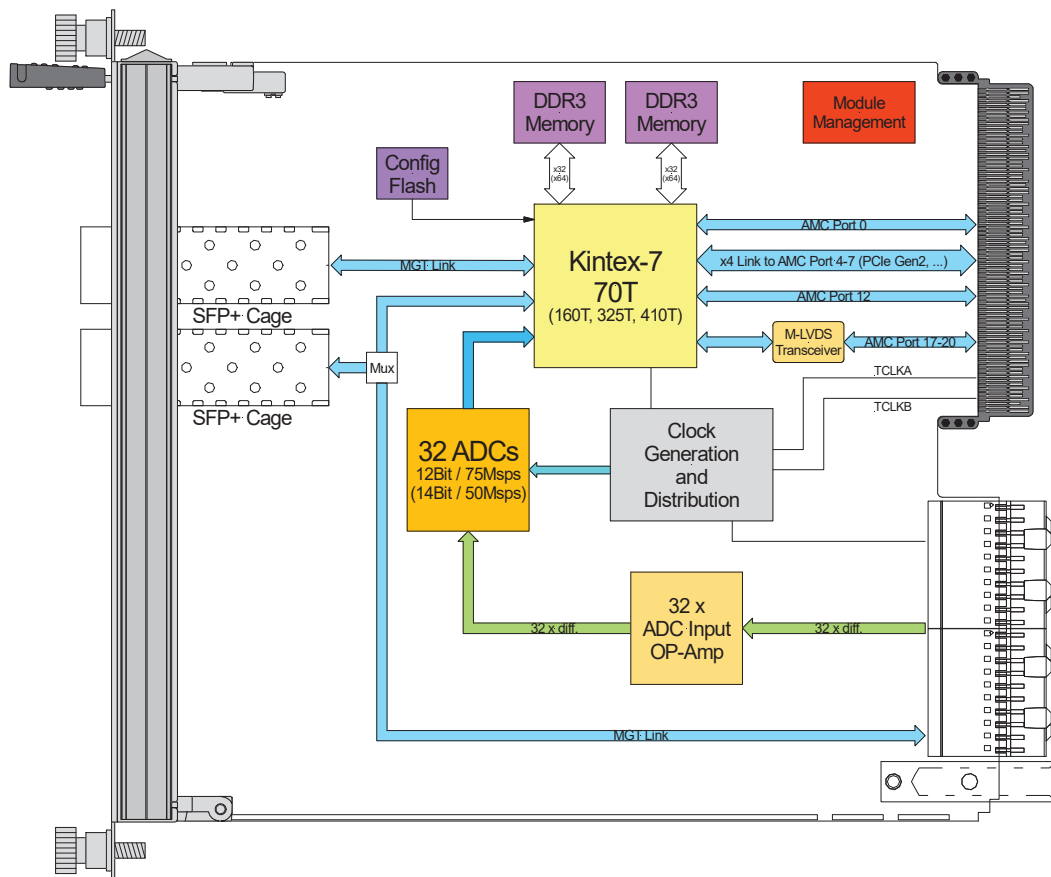 DDR3
Memory
DDR3
Memory
Module
Management
x32
(x64)
x32
(x64)
Config
Flash
Kintex-7
70T
(160T, 325T, 410T)
AMC Port 0
x4 Link to AMC Port 4-7 (PCIe Gen2, ...)
AMC Port 12
M-LVDS
Transceiver
AMC Port 17-20
MGT Link
SFP+ Cage
Mux
SFP+ Cage
TCLKA
TCLKB
32 ADCs
12Bit / 75Msps
(14Bit / 50Msps)
Clock
Generation
and
Distribution
32 x
ADC Input
OP-Amp
32 x diff.
32 x diff.
MGT Link